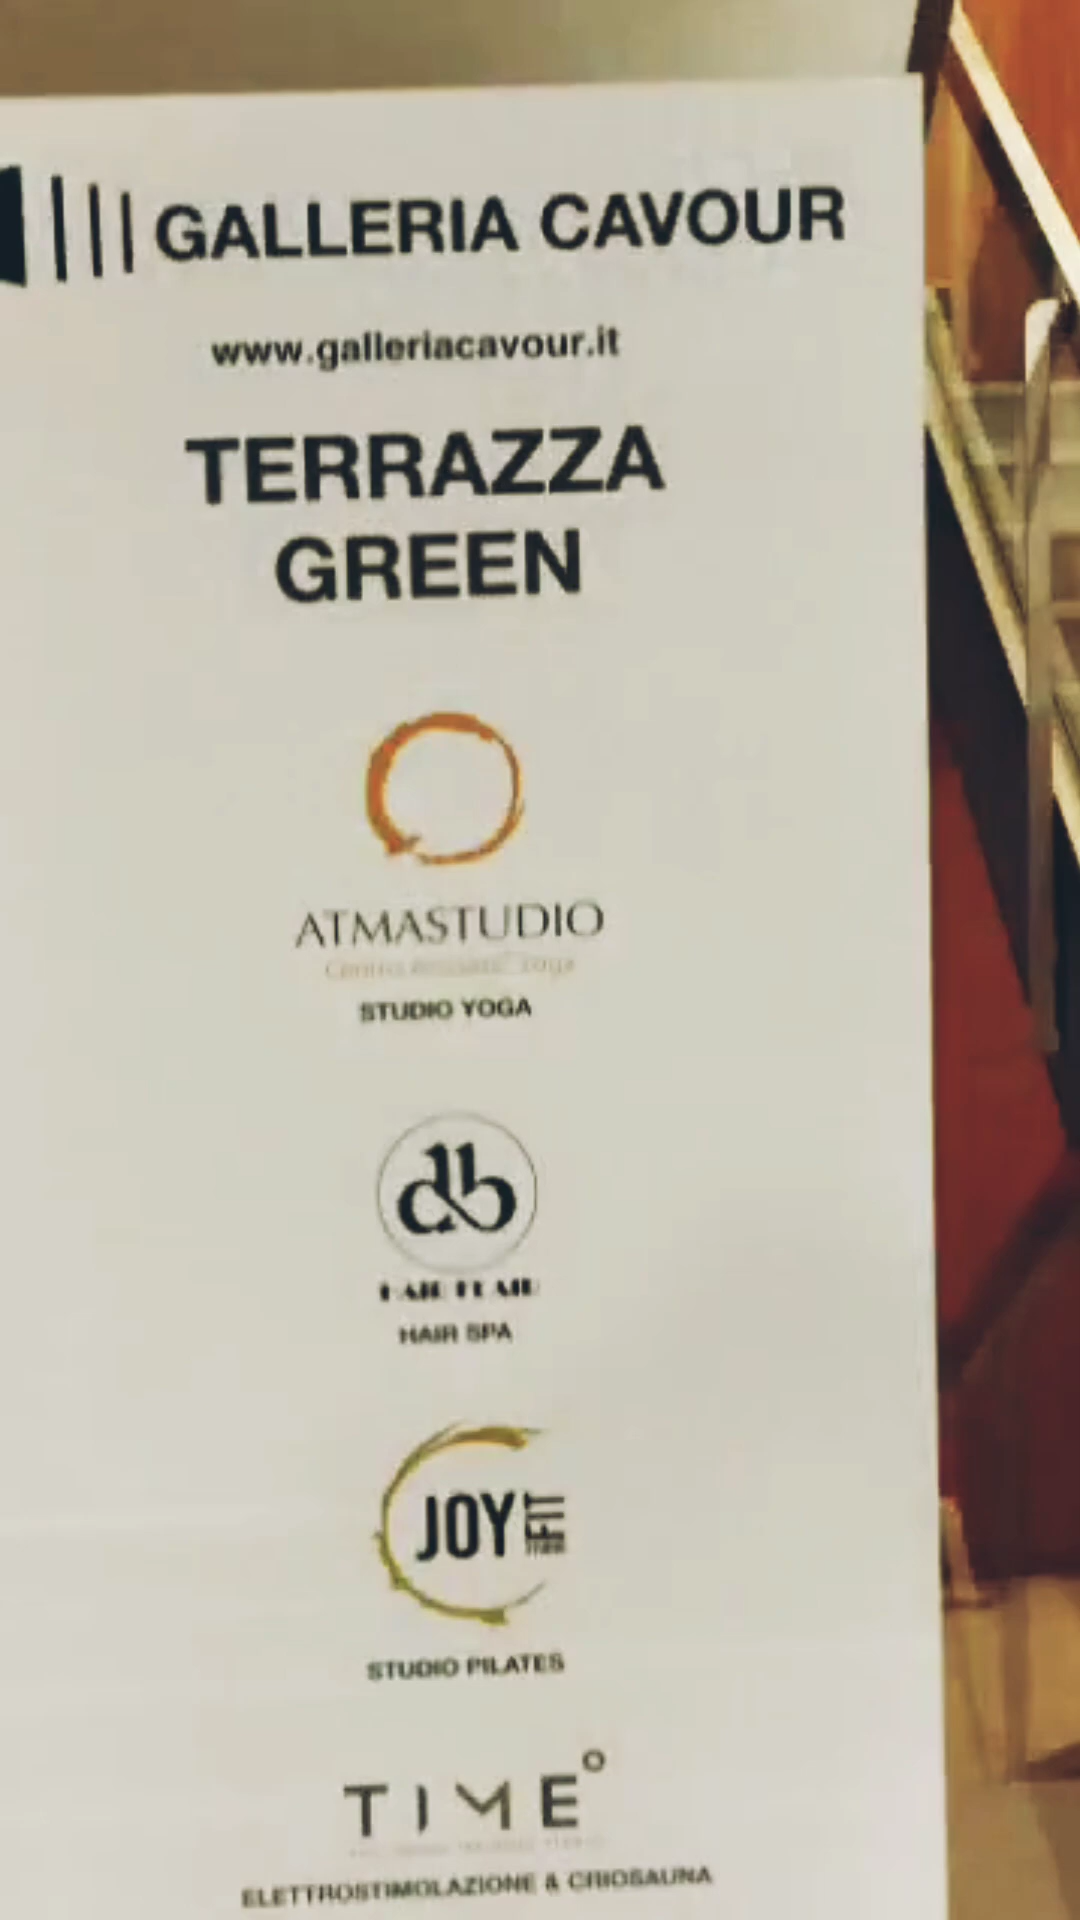 GALLERIA CAVOUR
www.galleriacavour.it
TERRAZZA
GREEN
ATMASTUDIO
STUDIO YOGA
db
HAIR SPA
JOY FIT
STUDIO PILATES
TIME°
ELETTROSTIMOLAZIONE & CRIOSAUNA